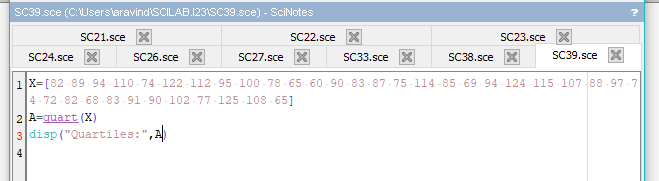 SC39.sce (C:\Users\aravind\SCILAB.I23\SC39.sce) - SciNotes
?
SC21.sce SC22.sce SC23.sce
SC24.sce SC26.sce SC27.sce SC33.sce SC38.sce SC39.sce
1 X=[82 89 94 110 74 122 112 95 100 78 65 60 90 83 87 75 114 85 69 94 124 115 107 88 97 7
4 72 82 68 83 91 90 102 77 125 108 65]
2 A=quart(X)
3 disp("Quartiles:",A)
4